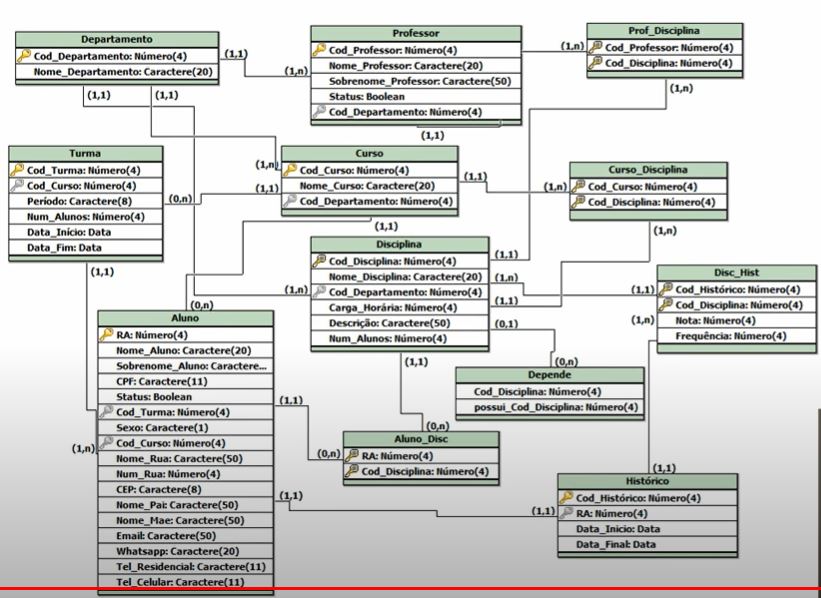 Departamento
Cod_Departamento: Número(4)
Nome_Departamento: Caractere(20)
(1,1)
(1,n)
(1,1)
(1,1)
Professor
Cod_Professor: Número(4)
Nome_Professor: Caractere(20)
Sobrenome_Professor: Caractere(50)
Status: Boolean
Cod_Departamento: Número(4)
(1,n)
(1,1)
Prof_Disciplina
Cod_Professor: Número(4)
Cod_Disciplina: Número(4)
(1,n)
Turma
Cod_Turma: Número(4)
Cod_Curso: Número(4)
Período: Caractere(8)
Num_Alunos: Número(4)
Data_Início: Data
Data_Fim: Data
(0,n)
(1,1)
(1,n)
(1,1)
Curso
Cod_Curso: Número(4)
Nome_Curso: Caractere(20)
Cod_Departamento: Número(4)
(1,1)
(1,n)
(1,1)
Curso_Disciplina
Cod_Curso: Número(4)
Cod_Disciplina: Número(4)
(1,n)
Disciplina
Cod_Disciplina: Número(4)
Nome_Disciplina: Caractere(20)
Cod_Departamento: Número(4)
Carga_Horária: Número(4)
Descrição: Caractere(50)
Num_Alunos: Número(4)
(1,n)
(1,1)
(1,n)
(1,1)
(0,1)
(1,1)
Disc_Hist
Cod_Histórico: Número(4)
Cod_Disciplina: Número(4)
Nota: Número(4)
Frequência: Número(4)
(1,1)
(1,n)
(0,n)
Aluno
RA: Número(4)
Nome_Aluno: Caractere(20)
Sobrenome_Aluno: Caractere...
CPF: Caractere(11)
Status: Boolean
Cod_Turma: Número(4)
Sexo: Caractere(1)
Cod_Curso: Número(4)
Nome_Rua: Caractere(50)
Num_Rua: Número(4)
CEP: Caractere(8)
Nome_Pai: Caractere(50)
Nome_Mae: Caractere(50)
Email: Caractere(50)
Whatsapp: Caractere(20)
Tel_Residencial: Caractere(11)
Tel_Celular: Caractere(11)
(1,n)
(1,1)
(1,1)
(0,n)
Depende
Cod_Disciplina: Número(4)
possui_Cod_Disciplina: Número(4)
(0,n)
Aluno_Disc
RA: Número(4)
Cod_Disciplina: Número(4)
(0,n)
(1,1)
Histórico
Cod_Histórico: Número(4)
RA: Número(4)
Data_Inicio: Data
Data_Final: Data
(1,1)